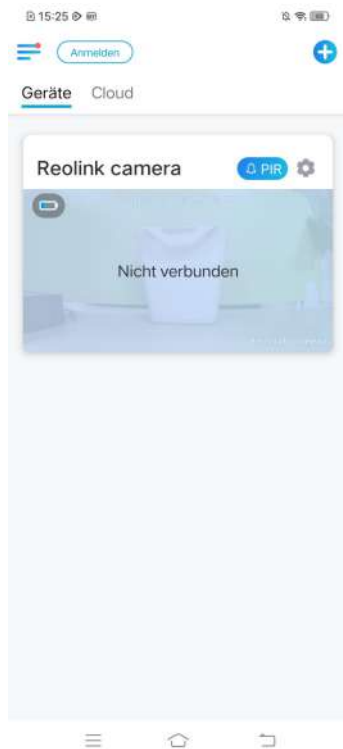 15:25
Anmelden
Geräte Cloud
Reolink camera PIR
Nicht verbunden